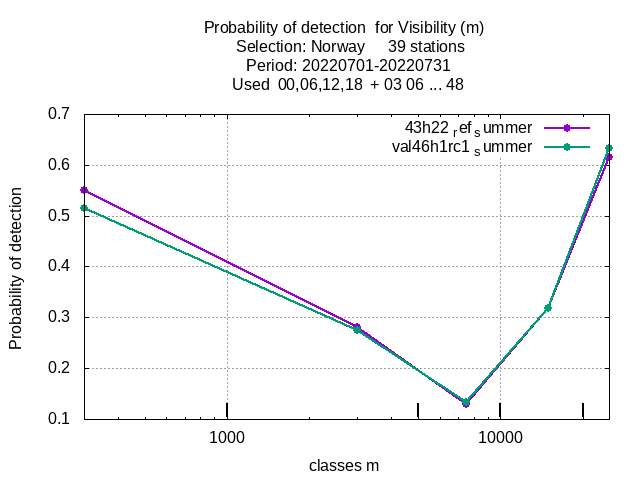 Probability of detection  for Visibility (m)
Selection: Norway     39 stations
Period: 20220701-20220731
Used  00,06,12,18  + 03 06 ... 48
43h22 ref summer
val46h1rc1 summer
0.7
0.6
0.5
0.4
0.3
0.2
0.1
Probability of detection
1000
10000
classes m